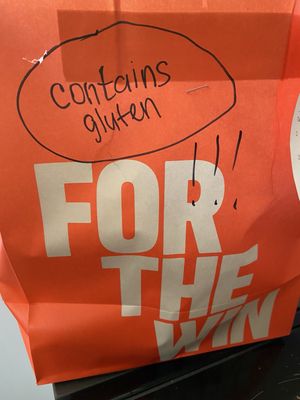 contains
gluten
!!!
FOR
THE
WIN